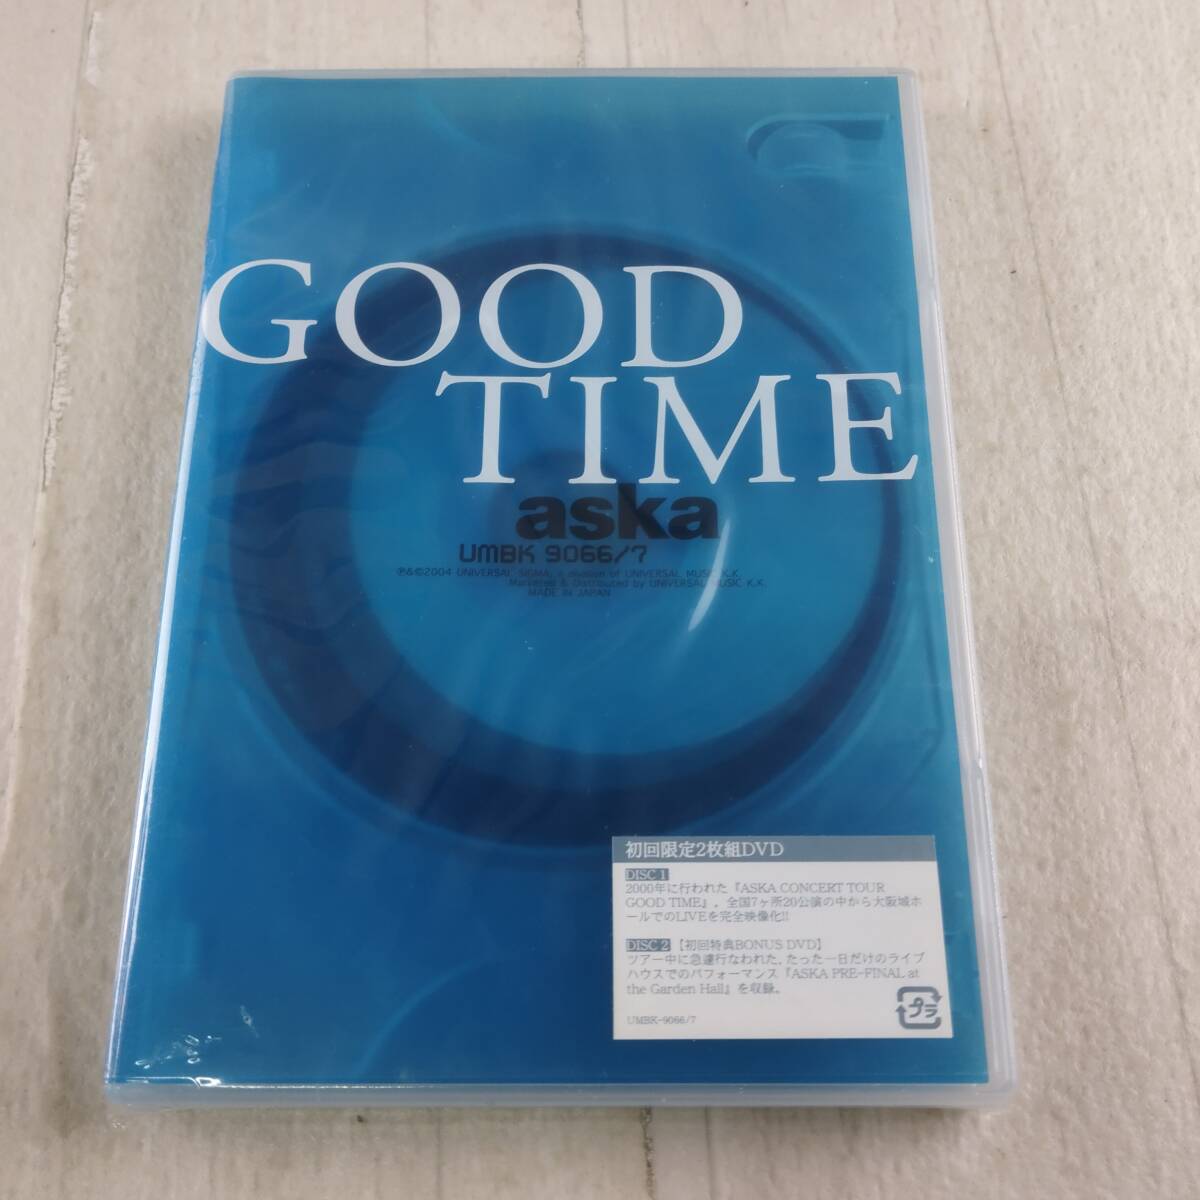 GOOD
TIME
aska
UMBK 9066/7
℗&©2004 UNIVERSAL SIGMA, a division of UNIVERSAL MUSIC K.K.
Marketed & Distributed by UNIVERSAL MUSIC K.K.
MADE IN JAPAN
初回限定2枚組DVD
DISC 1
2000年に行われた『ASKA CONCERT TOUR
GOOD TIME』。全国7ヶ所20公演の中から大阪城ホ
ールでのLIVEを完全映像化!!
DISC 2【初回特典BONUS DVD】
ツアー中に急遽行なわれた、たった一日だけのライブ
ハウスでのパフォーマンス『ASKA PRE-FINAL at
the Garden Hall』を収録。
UMBK-9066/7
プラ